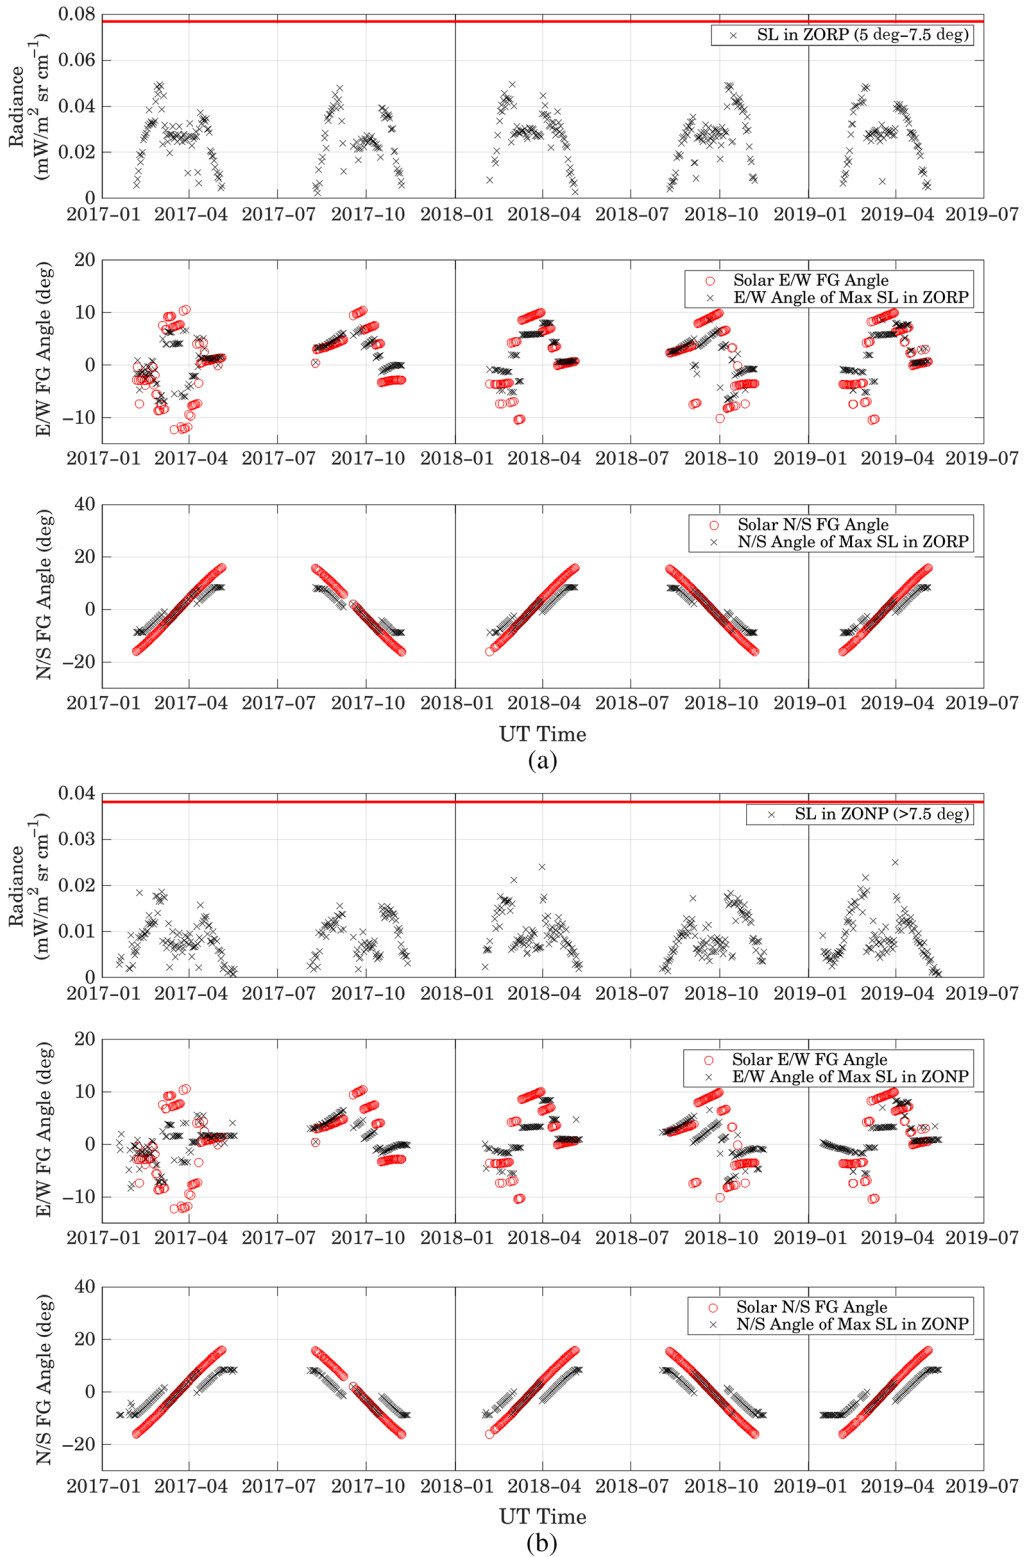 0.08
0.06
0.04
0.02
0
Radiance
(mW/m² sr cm⁻¹)
SL in ZORP (5 deg–7.5 deg)
2017–01 2017–04 2017–07 2017–10 2018–01 2018–04 2018–07 2018–10 2019–01 2019–04 2019–07
20
10
0
−10
E/W FG Angle (deg)
Solar E/W FG Angle
E/W Angle of Max SL in ZORP
2017–01 2017–04 2017–07 2017–10 2018–01 2018–04 2018–07 2018–10 2019–01 2019–04 2019–07
40
20
0
−20
N/S FG Angle (deg)
Solar N/S FG Angle
N/S Angle of Max SL in ZORP
2017–01 2017–04 2017–07 2017–10 2018–01 2018–04 2018–07 2018–10 2019–01 2019–04 2019–07
UT Time
(a)
0.04
0.03
0.02
0.01
0
Radiance
(mW/m² sr cm⁻¹)
SL in ZONP (>7.5 deg)
2017–01 2017–04 2017–07 2017–10 2018–01 2018–04 2018–07 2018–10 2019–01 2019–04 2019–07
20
10
0
−10
E/W FG Angle (deg)
Solar E/W FG Angle
E/W Angle of Max SL in ZONP
2017–01 2017–04 2017–07 2017–10 2018–01 2018–04 2018–07 2018–10 2019–01 2019–04 2019–07
40
20
0
−20
N/S FG Angle (deg)
Solar N/S FG Angle
N/S Angle of Max SL in ZONP
2017–01 2017–04 2017–07 2017–10 2018–01 2018–04 2018–07 2018–10 2019–01 2019–04 2019–07
UT Time
(b)